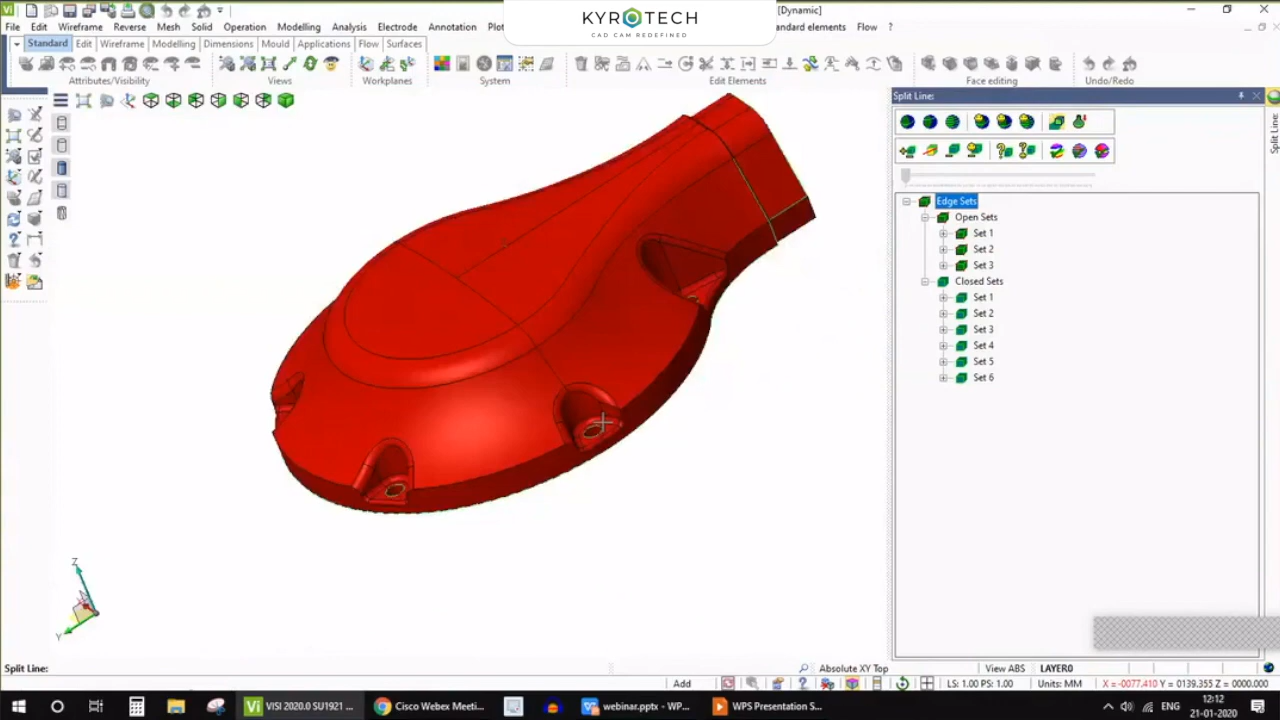 Vi
[Dynamic]
KYROTECH
CAD CAM REDEFINED
File Edit Wireframe Reverse Mesh Solid Operation Modelling Analysis Electrode Annotation Plot
andard elements Flow ?
Standard Edit Wireframe Modelling Dimensions Mould Applications Flow Surfaces
Attributes/Visibility Views Workplanes System Edit Elements Face editing Undo/Redo
Split Line:
Split Line:
Edge Sets
Open Sets
Set 1
Set 2
Set 3
Closed Sets
Set 1
Set 2
Set 3
Set 4
Set 5
Set 6
Z
Y
Split Line: Absolute XY Top View ABS LAYER0
Add LS: 1.00 PS: 1.00 Units: MM X = -0077.410 Y = 0139.355 Z = 0000.000
VISI 2020.0 SU1921 Cisco Webex Meeti... webinar.pptx - WP... WPS Presentation S... ENG 12:12
21-01-2020